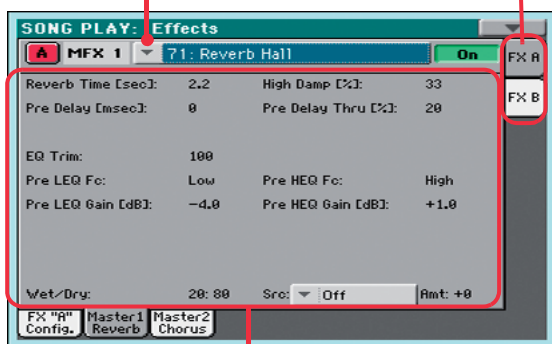 SONG PLAY: Effects
A MFX 1 71: Reverb Hall On
FX A
Reverb Time [sec]: 2.2 High Damp [%]: 33
FX B
Pre Delay [msec]: 0 Pre Delay Thru [%]: 20
EQ Trim: 100
Pre LEQ Fc: Low Pre HEQ Fc: High
Pre LEQ Gain [dB]: -4.0 Pre HEQ Gain [dB]: +1.0
Wet/Dry: 20:80 Src: Off Amt: +0
FX "A" Config. Master1 Reverb Master2 Chorus